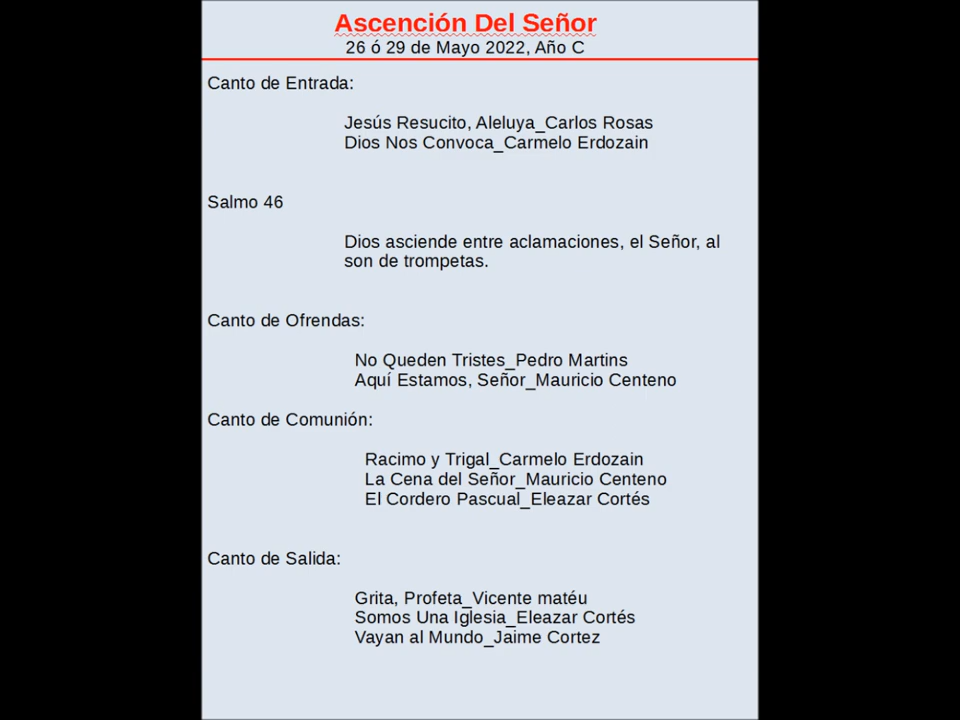 Ascención Del Señor
26 ó 29 de Mayo 2022, Año C
Canto de Entrada:
Jesús Resucito, Aleluya_Carlos Rosas
Dios Nos Convoca_Carmelo Erdozain
Salmo 46
Dios asciende entre aclamaciones, el Señor, al
son de trompetas.
Canto de Ofrendas:
No Queden Tristes_Pedro Martins
Aquí Estamos, Señor_Mauricio Centeno
Canto de Comunión:
Racimo y Trigal_Carmelo Erdozain
La Cena del Señor_Mauricio Centeno
El Cordero Pascual_Eleazar Cortés
Canto de Salida:
Grita, Profeta_Vicente matéu
Somos Una Iglesia_Eleazar Cortés
Vayan al Mundo_Jaime Cortez